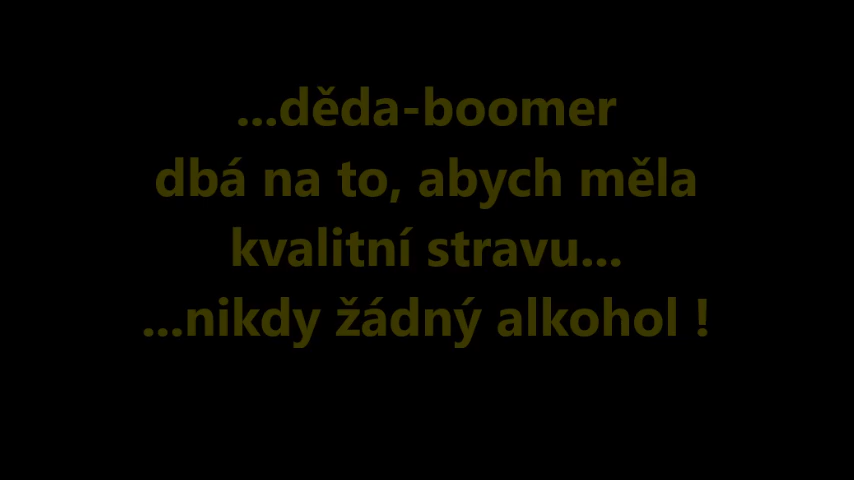 ...děda-boomer
dbá na to, abych měla
kvalitní stravu...
...nikdy žádný alkohol !